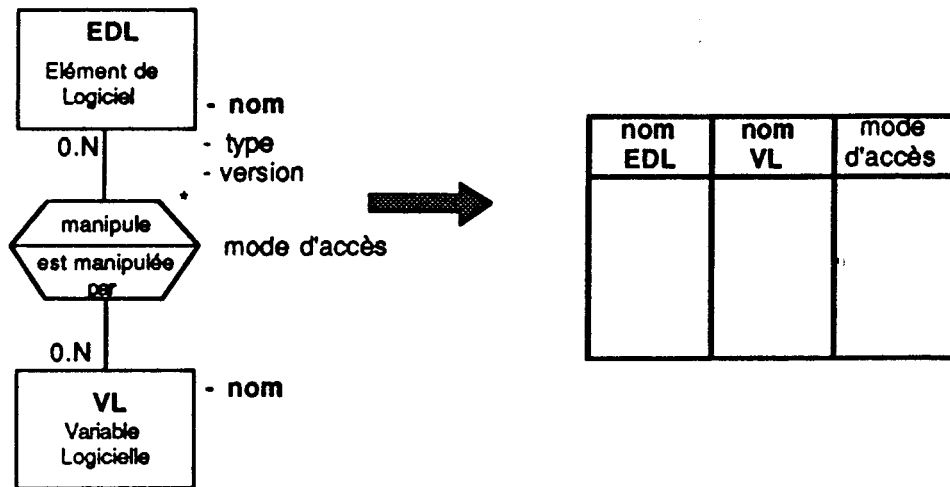 EDL
Elément de
Logiciel
- nom
- type
- version
0.N
*
manipule
est manipulée
par
mode d'accès
0.N
VL
Variable
Logicielle
- nom
nom
EDL
nom
VL
mode
d'accès